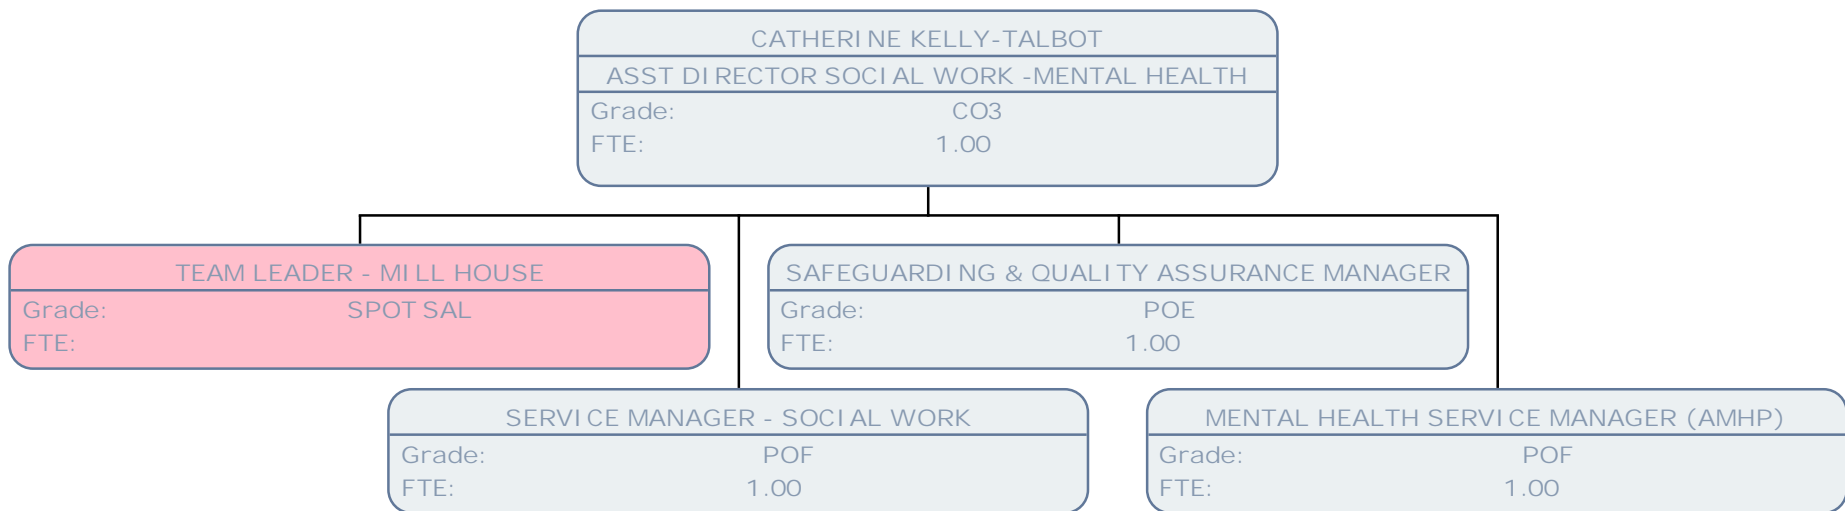 CATHERINE KELLY-TALBOT
ASST DIRECTOR SOCIAL WORK -MENTAL HEALTH
Grade: CO3
FTE: 1.00
TEAM LEADER - MILL HOUSE
Grade: SPOT SAL
FTE:
SAFEGUARDING & QUALITY ASSURANCE MANAGER
Grade: POE
FTE: 1.00
SERVICE MANAGER - SOCIAL WORK
Grade: POF
FTE: 1.00
MENTAL HEALTH SERVICE MANAGER (AMHP)
Grade: POF
FTE: 1.00